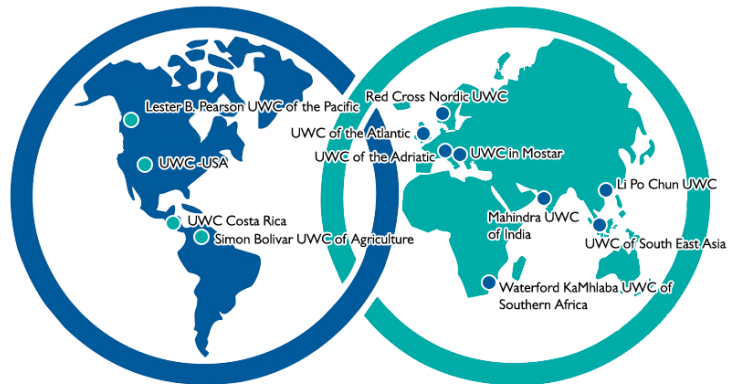 Lester B. Pearson UWC of the Pacific
UWC -USA
UWC Costa Rica
Simon Bolivar UWC of Agriculture
Red Cross Nordic UWC
UWC of the Atlantic
UWC of the Adriatic
UWC in Mostar
Li Po Chun UWC
Mahindra UWC
of India
UWC of South East Asia
Waterford KaMhlaba UWC of
Southern Africa